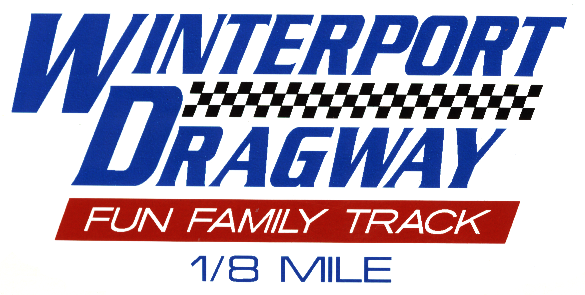 WINTERPORT
DRAGWAY
FUN FAMILY TRACK
1/8 MILE